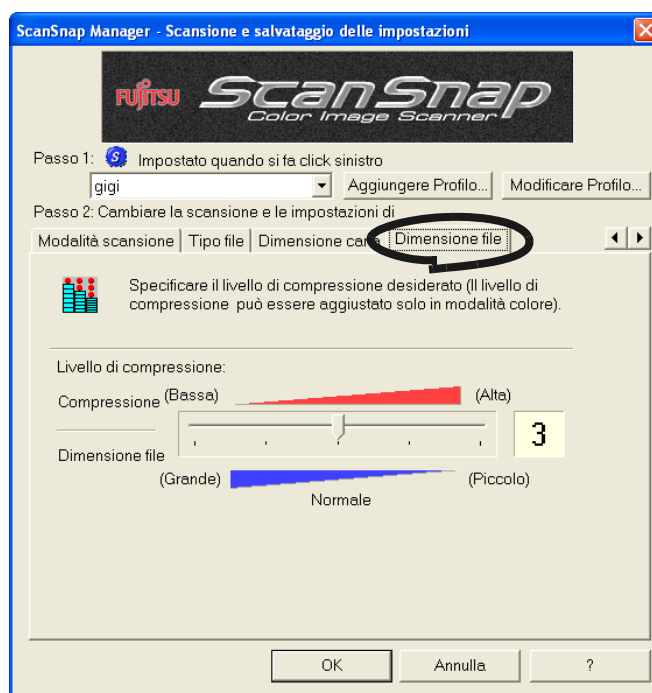 ScanSnap Manager - Scansione e salvataggio delle impostazioni
FUJITSU ScanSnap
Color Image Scanner
Passo 1: S Impostato quando si fa click sinistro
gigi Aggiungere Profilo... Modificare Profilo...
Passo 2: Cambiare la scansione e le impostazioni di
Modalità scansione Tipo file Dimensione carta Dimensione file
Specificare il livello di compressione desiderato (Il livello di
compressione può essere aggiustato solo in modalità colore).
Livello di compressione:
Compressione (Bassa) (Alta)
3
Dimensione file
(Grande) (Piccolo)
Normale
OK Annulla ?